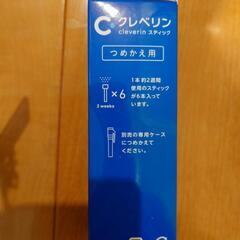 クレベリン
cleverin スティック
つめかえ用
1本 約2週間
使用のスティック
が6本入って
います。
×6
2 weeks
別売の専用ケース
につめかえて
ください。